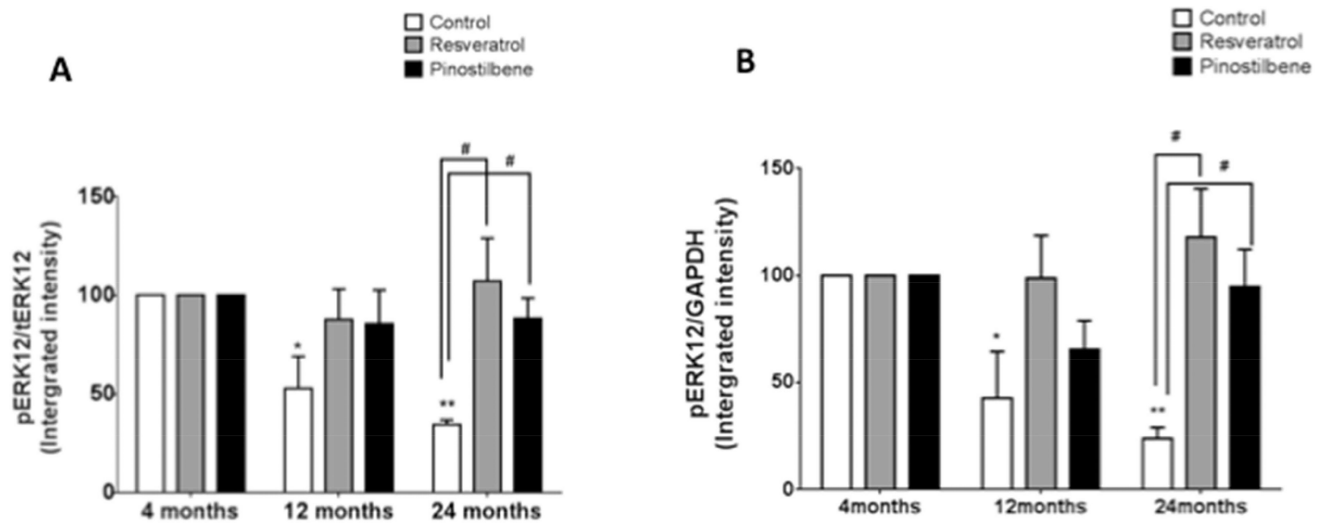 A
Control
Resveratrol
Pinostilbene
#
#
150
100
50
0
pERK12/tERK12
(Intergrated intensity)
*
**
4 months
12 months
24 months
B
Control
Resveratrol
Pinostilbene
#
#
150
100
50
0
pERK12/GAPDH
(Intergrated intensity)
*
**
4months
12months
24months